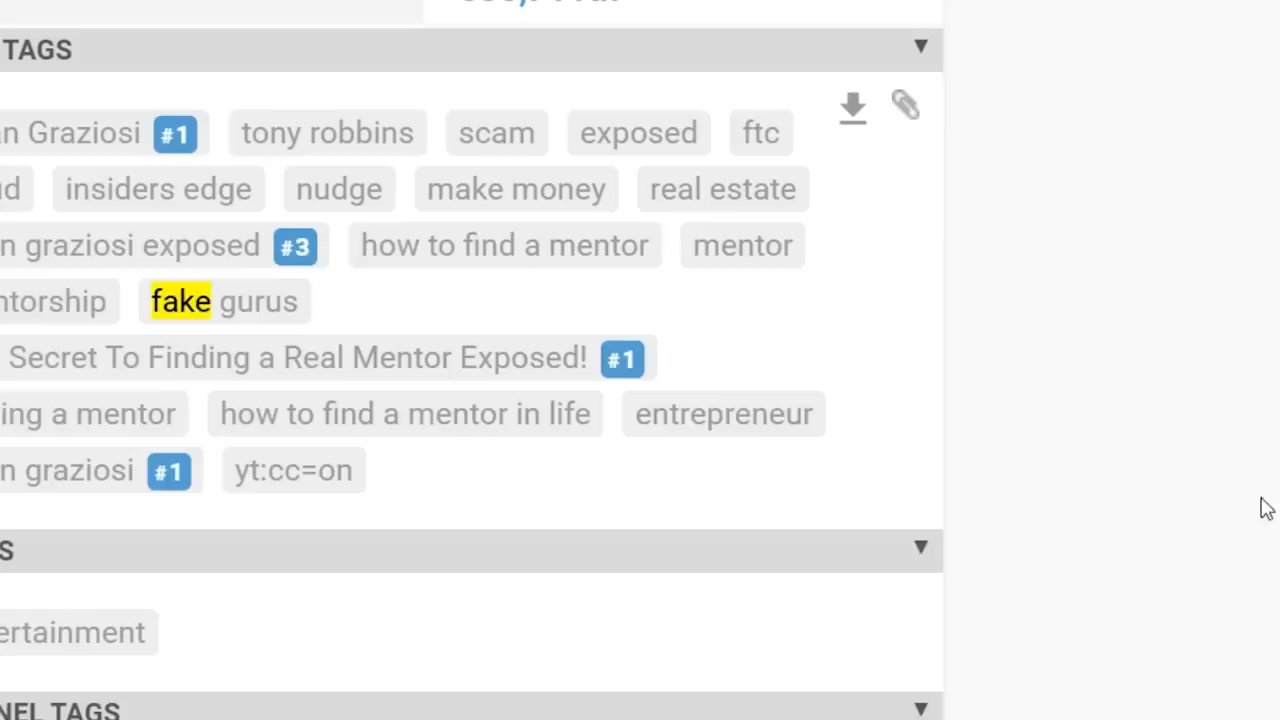 TAGS ▼
an Graziosi #1 tony robbins scam exposed ftc
insiders edge nudge make money real estate
n graziosi exposed #3 how to find a mentor mentor
ntorship fake gurus
Secret To Finding a Real Mentor Exposed! #1
ing a mentor how to find a mentor in life entrepreneur
n graziosi #1 yt:cc=on
S ▼
ertainment
NEL TAGS ▼